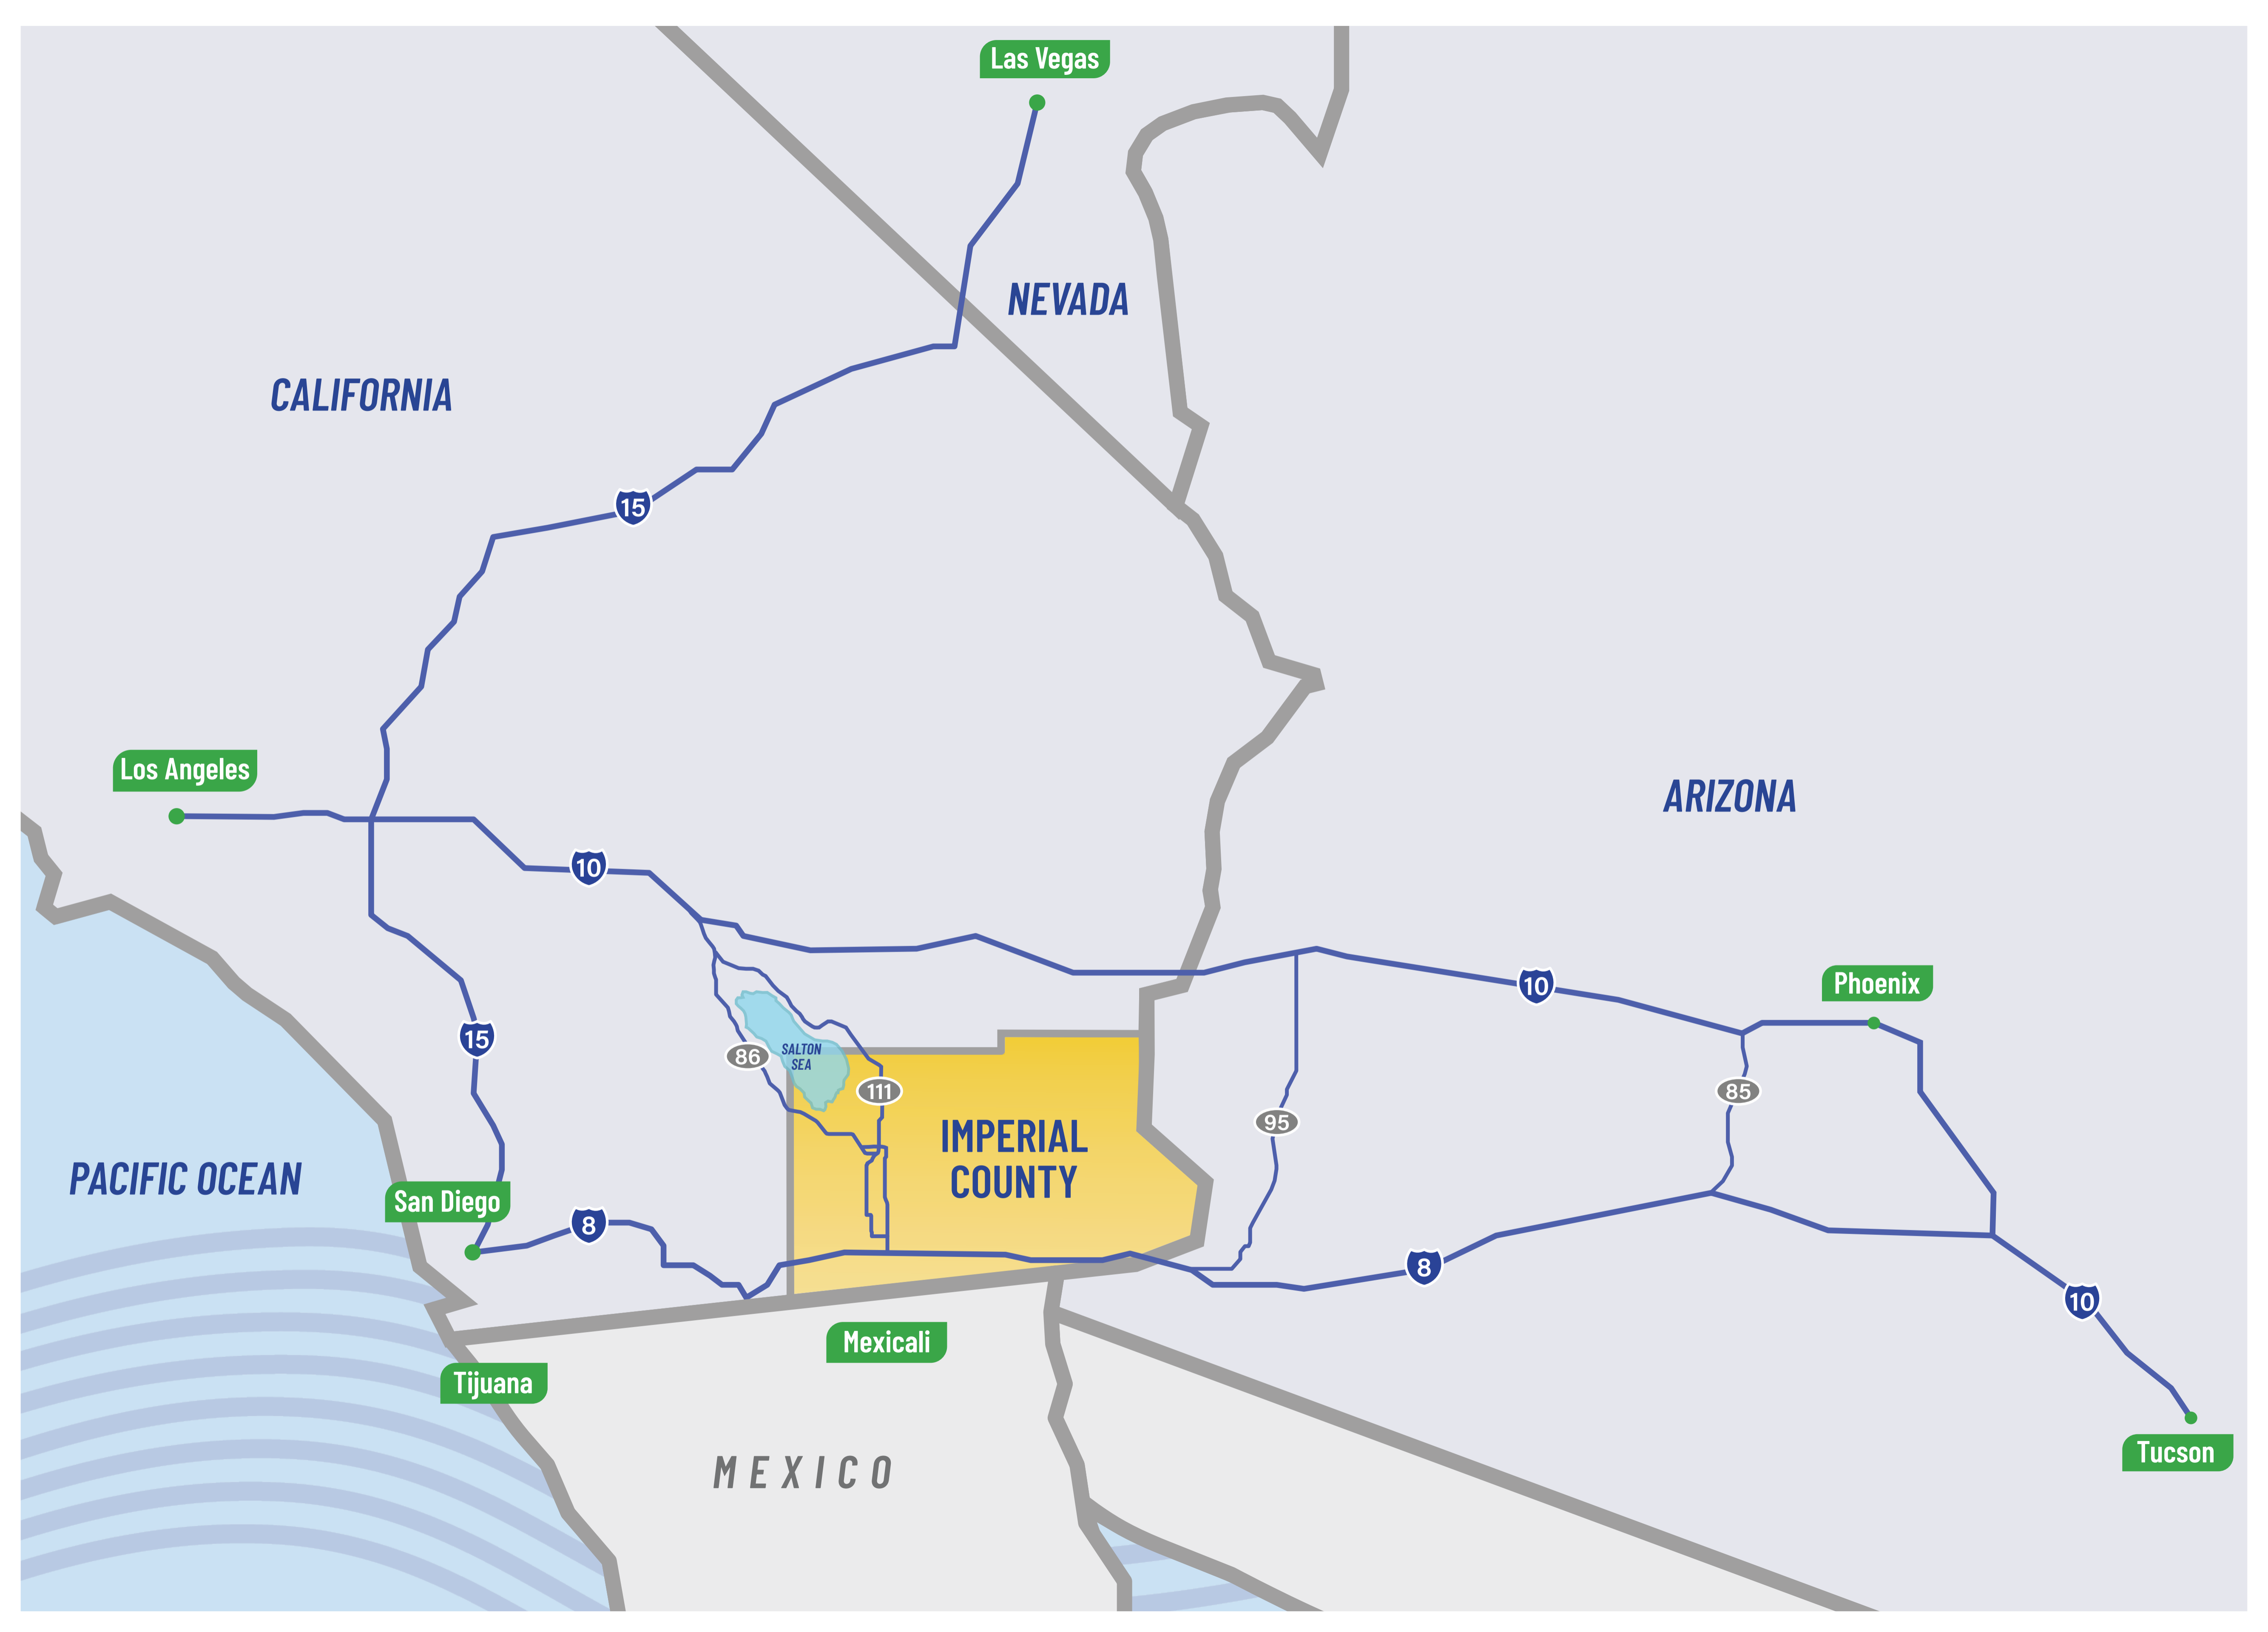 Las Vegas
NEVADA
CALIFORNIA
15
Los Angeles
ARIZONA
10
10
Phoenix
15
SALTON
SEA
86
111
85
95
IMPERIAL
COUNTY
PACIFIC OCEAN
San Diego
8
8
10
Mexicali
Tijuana
Tucson
MEXICO